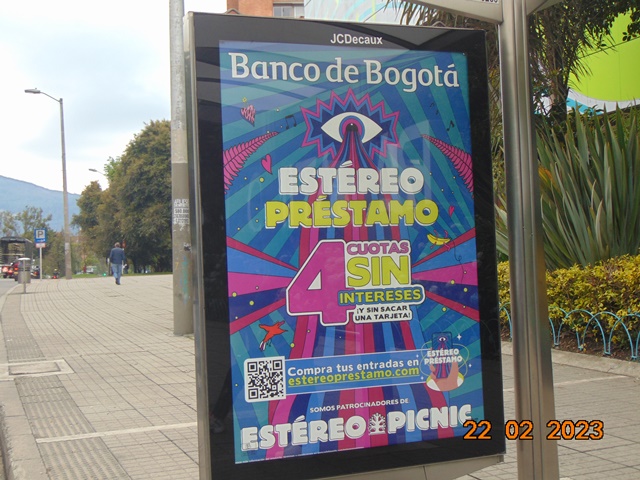 JCDecaux
Banco de Bogotá
ESTÉREO
PRÉSTAMO
4 CUOTAS
SIN
INTERESES
¡Y SIN SACAR
UNA TARJETA!
Compra tus entradas en
estereoprestamo.com
ESTÉREO
PRÉSTAMO
SOMOS PATROCINADORES DE
ESTÉREO PICNIC
22 02 2023